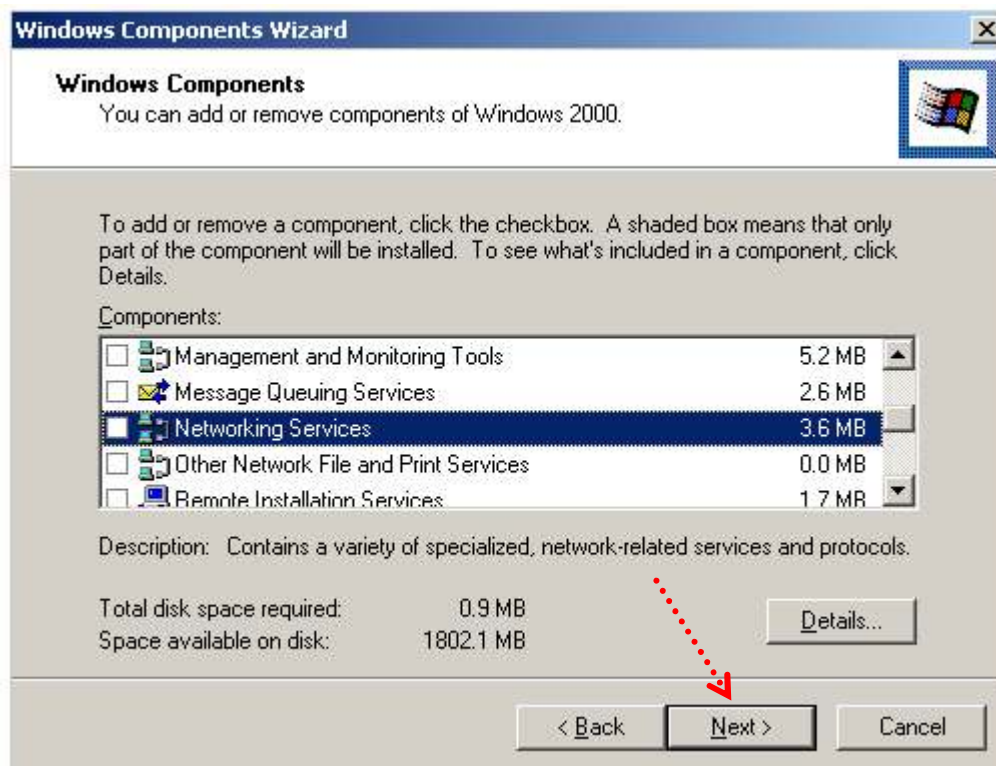 Windows Components Wizard
Windows Components
You can add or remove components of Windows 2000.
To add or remove a component, click the checkbox. A shaded box means that only
part of the component will be installed. To see what's included in a component, click
Details.
Components:
Management and Monitoring Tools 5.2 MB
Message Queuing Services 2.6 MB
Networking Services 3.6 MB
Other Network File and Print Services 0.0 MB
Remote Installation Services 1.7 MB
Description: Contains a variety of specialized, network-related services and protocols.
Total disk space required: 0.9 MB
Space available on disk: 1802.1 MB
Details...
< Back Next > Cancel